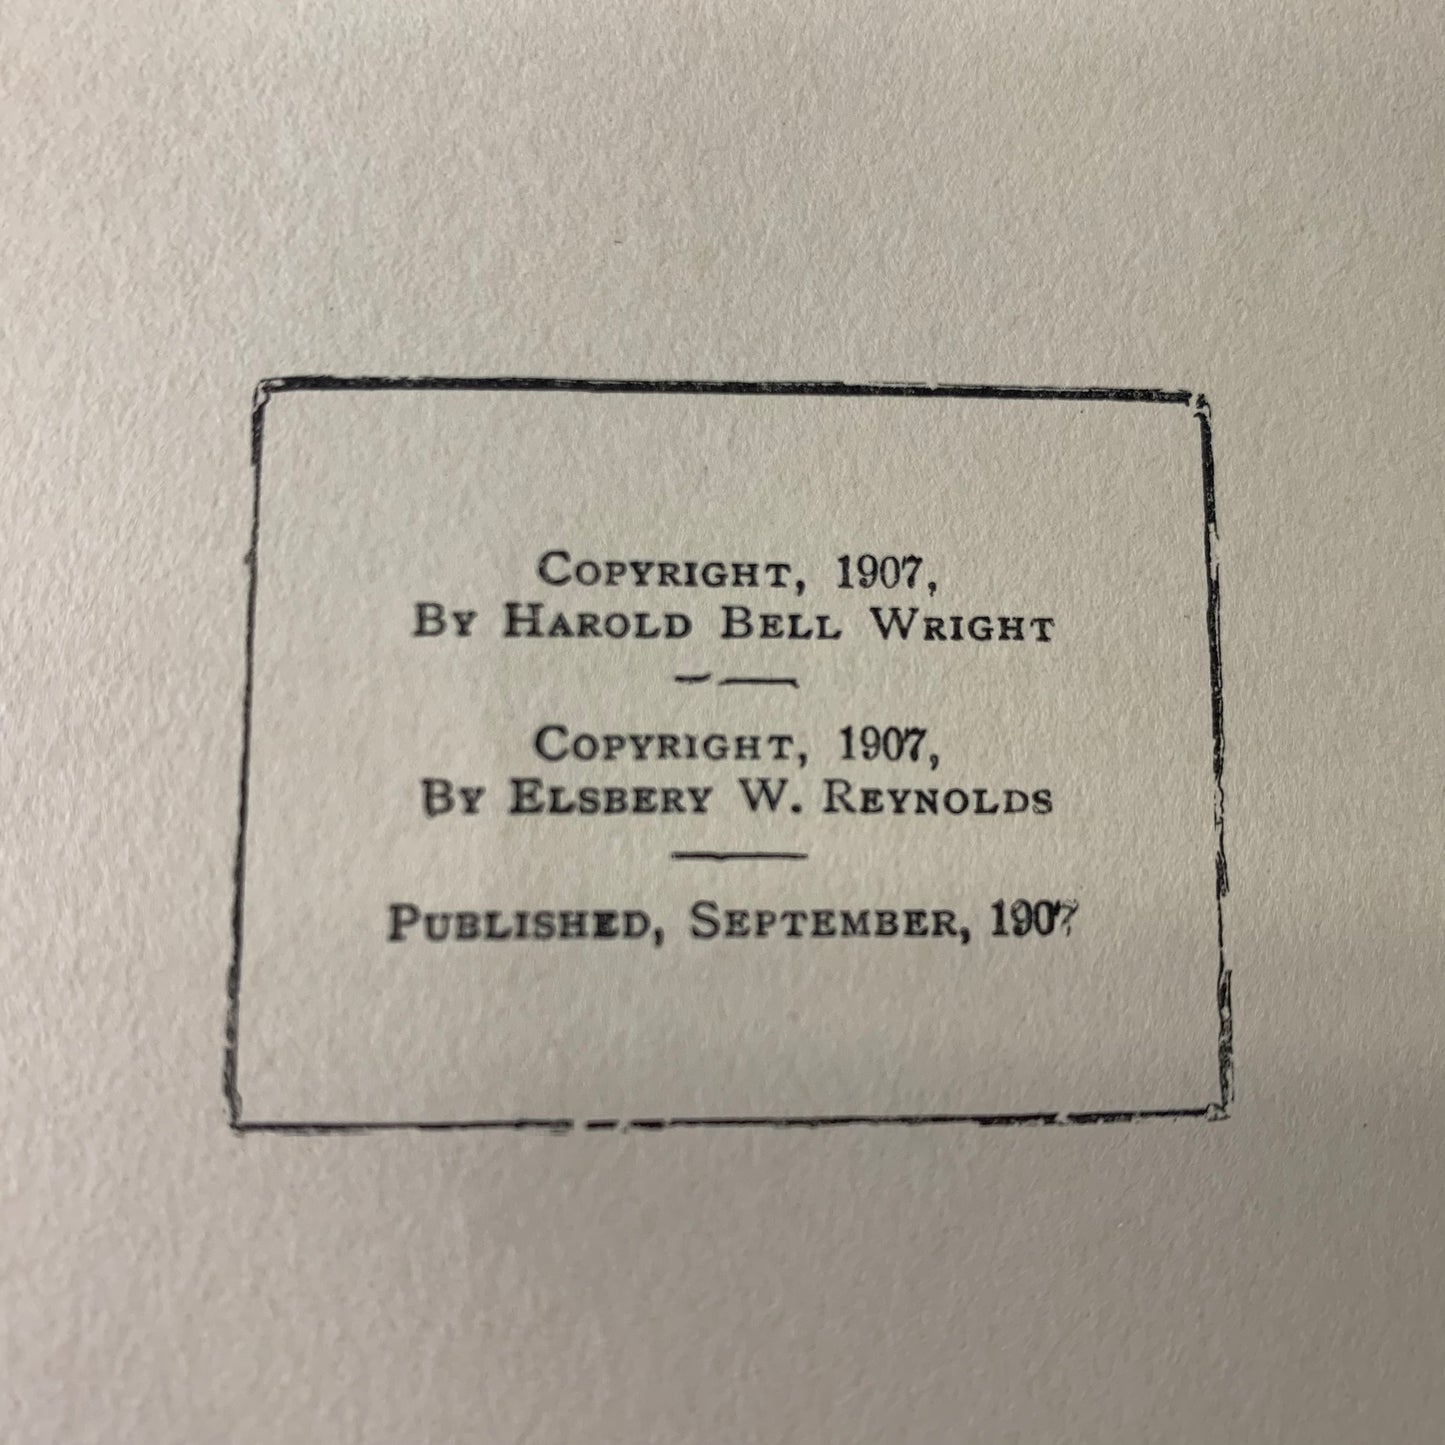 COPYRIGHT, 1907,
BY HAROLD BELL WRIGHT
COPYRIGHT, 1907,
BY ELSBERY W. REYNOLDS
PUBLISHED, SEPTEMBER, 1907